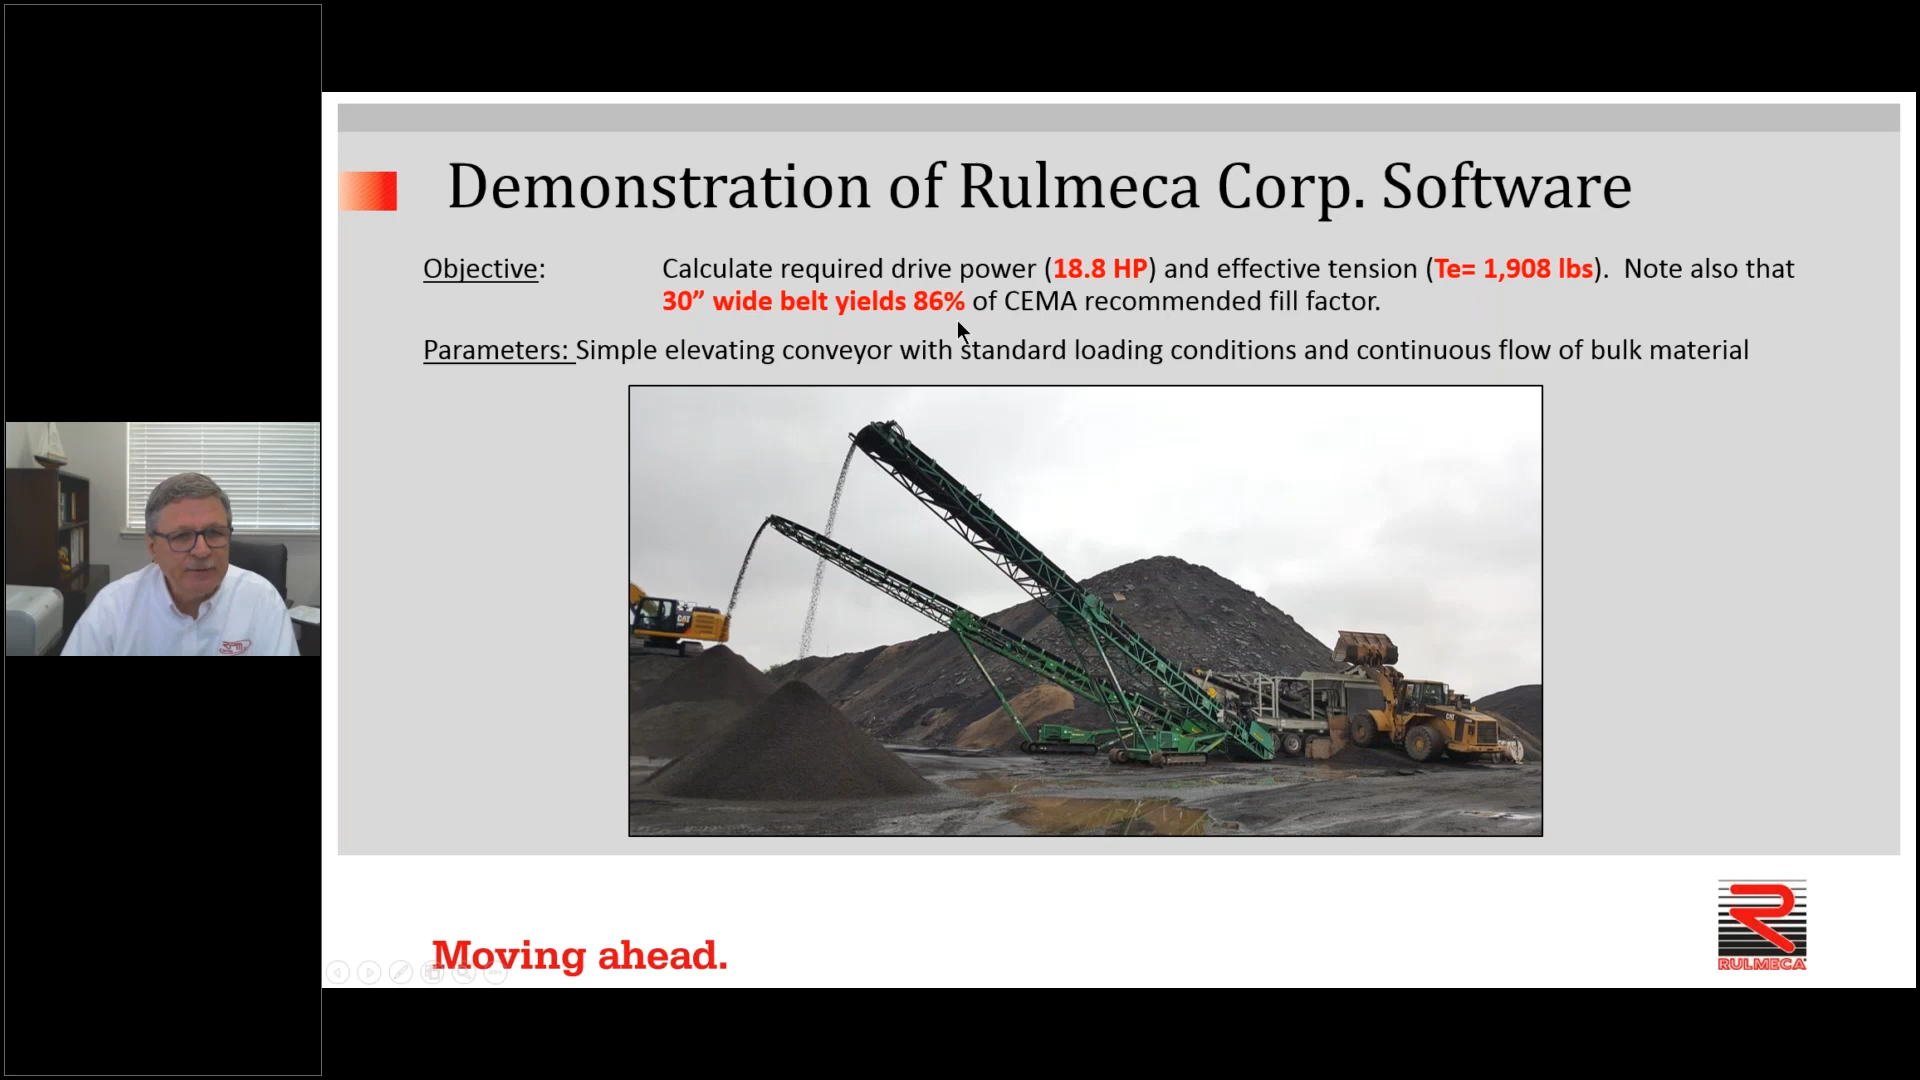 Demonstration of Rulmeca Corp. Software
Objective: Calculate required drive power (18.8 HP) and effective tension (Te= 1,908 lbs). Note also that
30” wide belt yields 86% of CEMA recommended fill factor.
Parameters: Simple elevating conveyor with standard loading conditions and continuous flow of bulk material
CAT
Moving ahead.
RULMECA